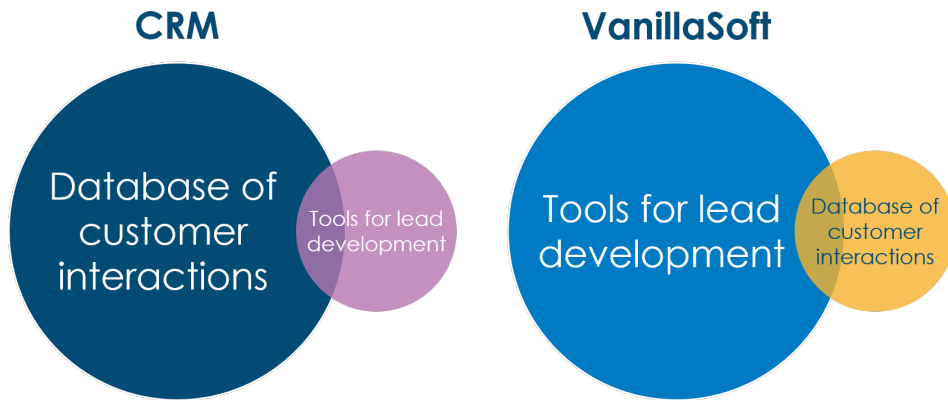 CRM
Database of
customer
interactions
Tools for lead
development
VanillaSoft
Tools for lead
development
Database of
customer
interactions